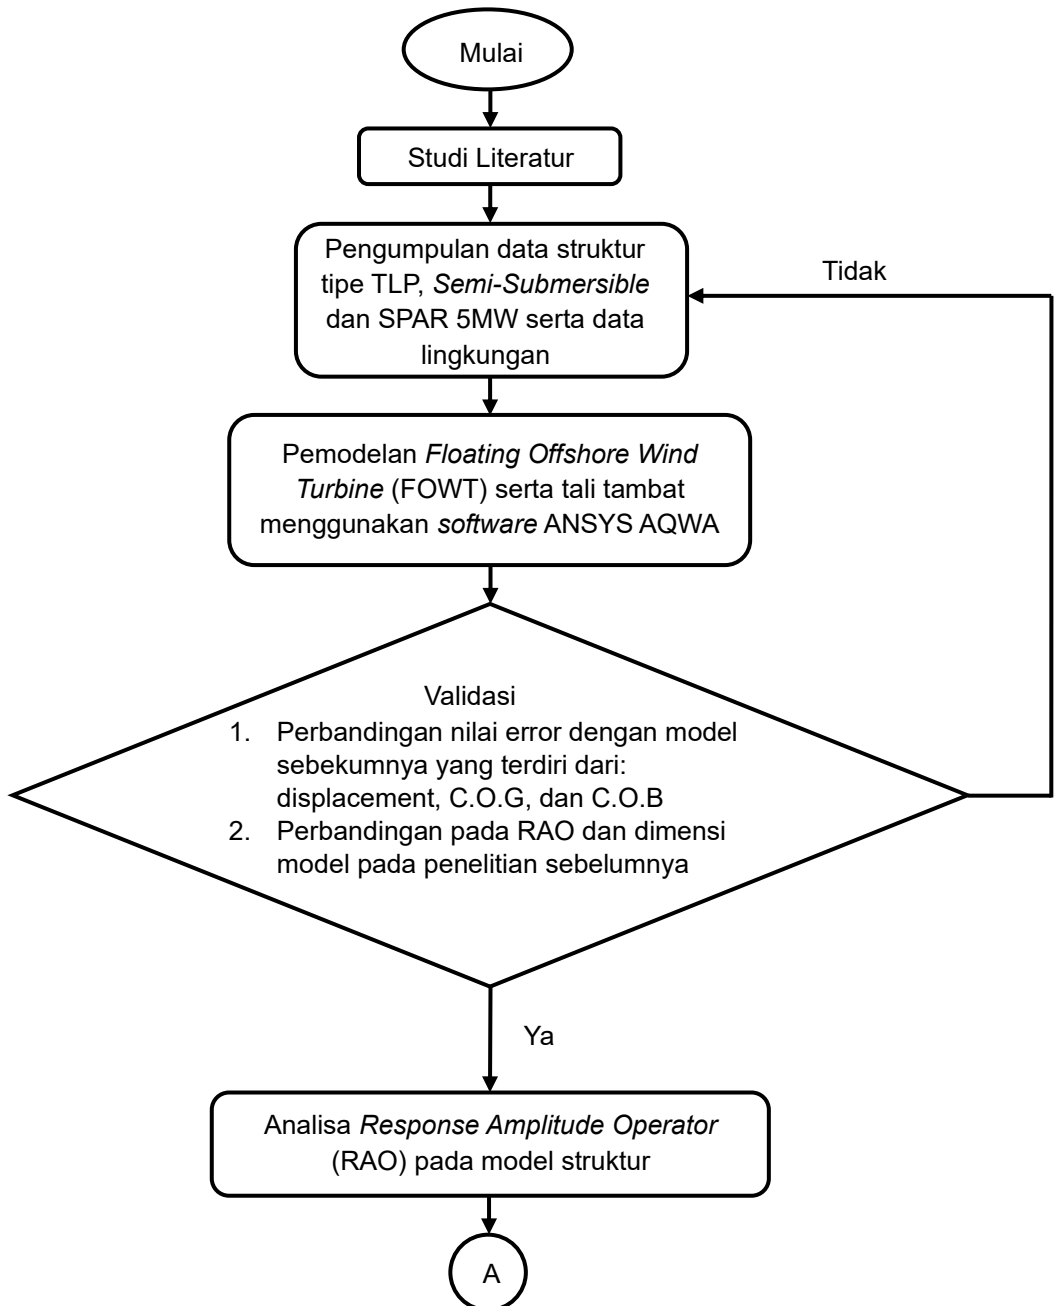 Mulai
Studi Literatur
Pengumpulan data struktur
tipe TLP, Semi-Submersible
dan SPAR 5MW serta data
lingkungan
Tidak
Pemodelan Floating Offshore Wind
Turbine (FOWT) serta tali tambat
menggunakan software ANSYS AQWA
Validasi
1. Perbandingan nilai error dengan model
sebekumnya yang terdiri dari:
displacement, C.O.G, dan C.O.B
2. Perbandingan pada RAO dan dimensi
model pada penelitian sebelumnya
Ya
Analisa Response Amplitude Operator
(RAO) pada model struktur
A